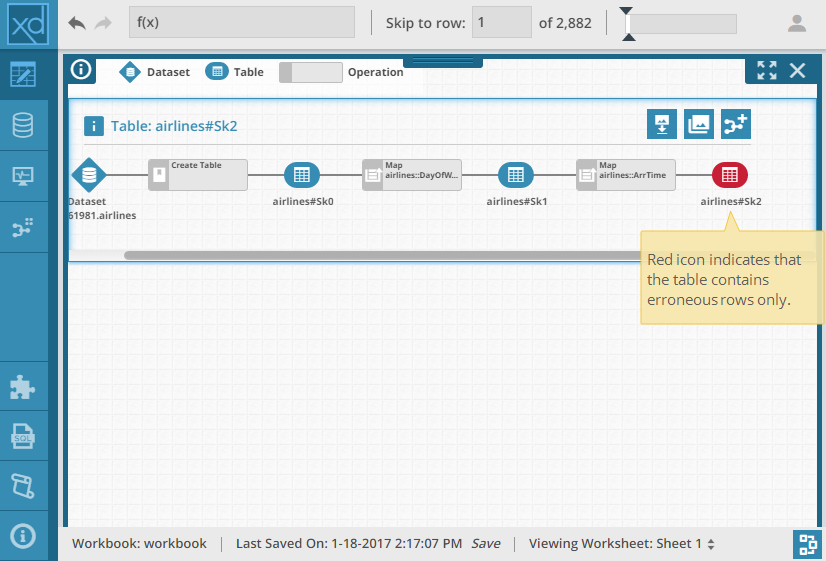 xd
f(x)
Skip to row: 1 of 2,882
Dataset
Table
Operation
Table: airlines#Sk2
Create Table
Map
airlines::DayOfW...
Map
airlines::ArrTime
Dataset
61981.airlines
airlines#Sk0
airlines#Sk1
airlines#Sk2
Red icon indicates that
the table contains
erroneous rows only.
SQL
Workbook: workbook
Last Saved On: 1-18-2017 2:17:07 PM Save
Viewing Worksheet: Sheet 1